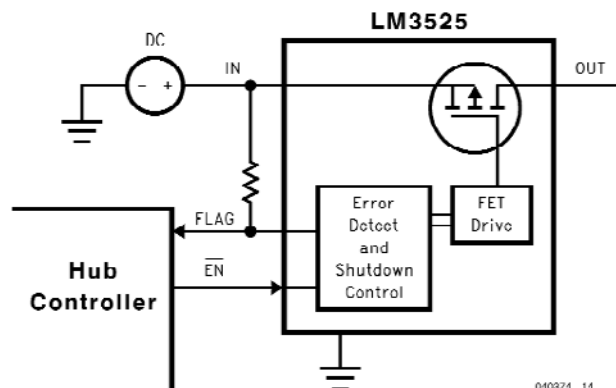 LM3525
DC
- +
IN
OUT
FLAG
EN
Hub
Controller
Error
Detect
and
Shutdown
Control
FET
Drive
040374_14